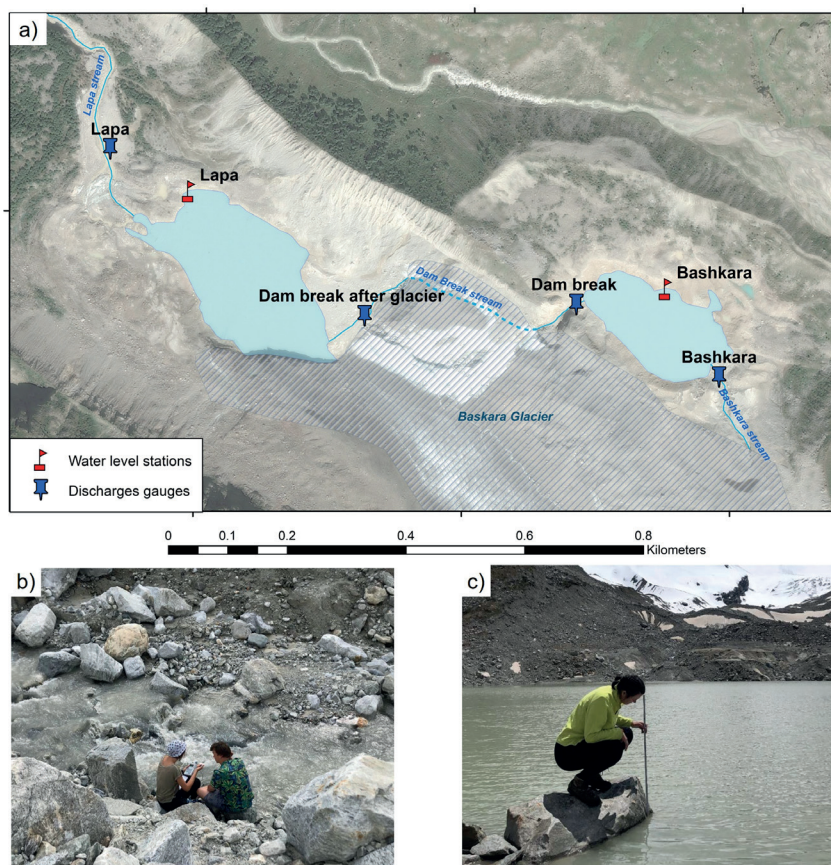 a)
Lapa stream
Lapa
Lapa
Dam Break stream
Dam break
Bashkara
Dam break after glacier
Bashkara
Bashkara stream
Baskara Glacier
Water level stations
Discharges gauges
0 0.1 0.2 0.4 0.6 0.8
Kilometers
b)
c)